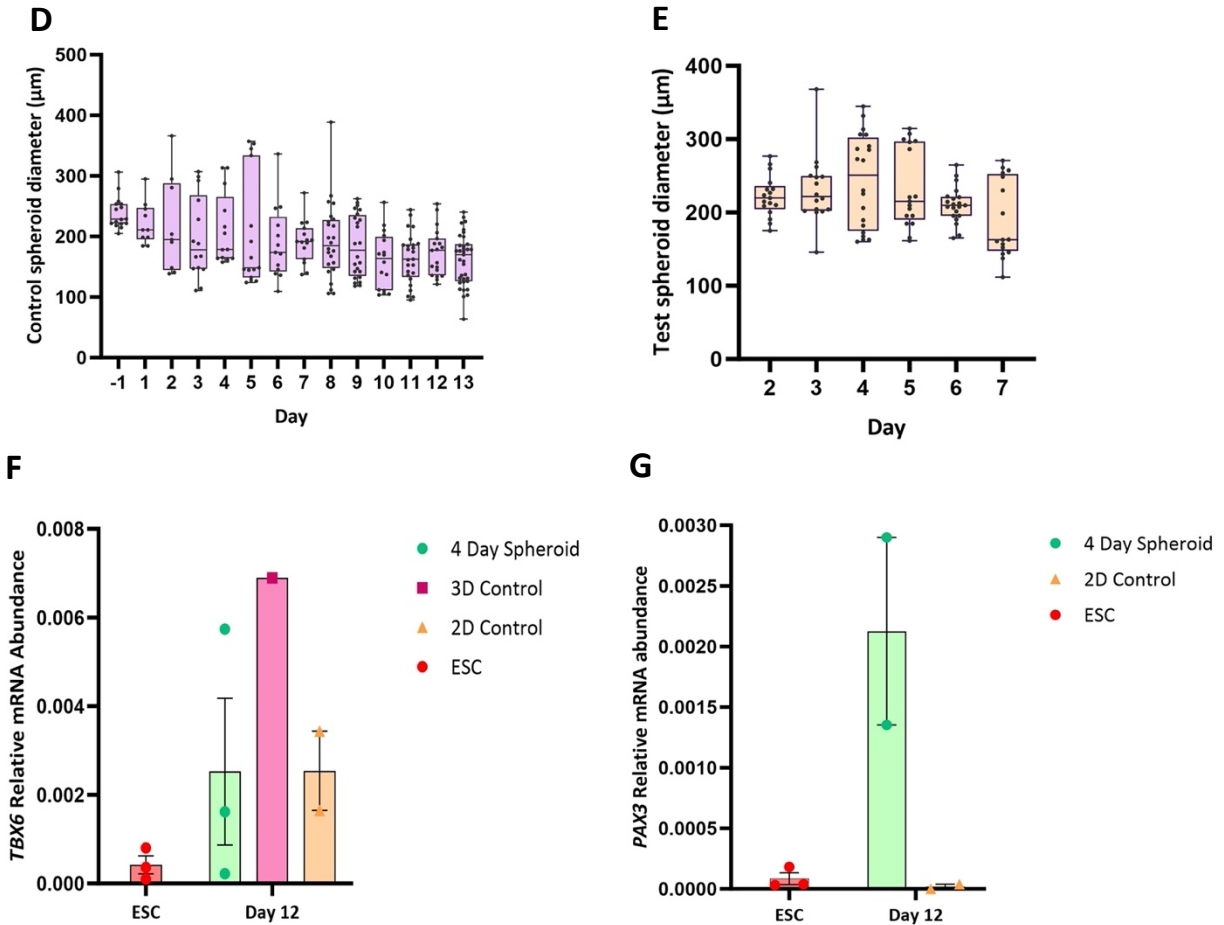 D
Control spheroid diameter (µm)
500
400
300
200
100
0
-1 1 2 3 4 5 6 7 8 9 10 11 12 13
Day
E
Test spheroid diameter (µm)
400
300
200
100
0
2 3 4 5 6 7
Day
F
TBX6 Relative mRNA Abundance
0.008
0.006
0.004
0.002
0.000
ESC Day 12
4 Day Spheroid
3D Control
2D Control
ESC
G
PAX3 Relative mRNA abundance
0.0030
0.0025
0.0020
0.0015
0.0010
0.0005
0.0000
ESC Day 12
4 Day Spheroid
2D Control
ESC